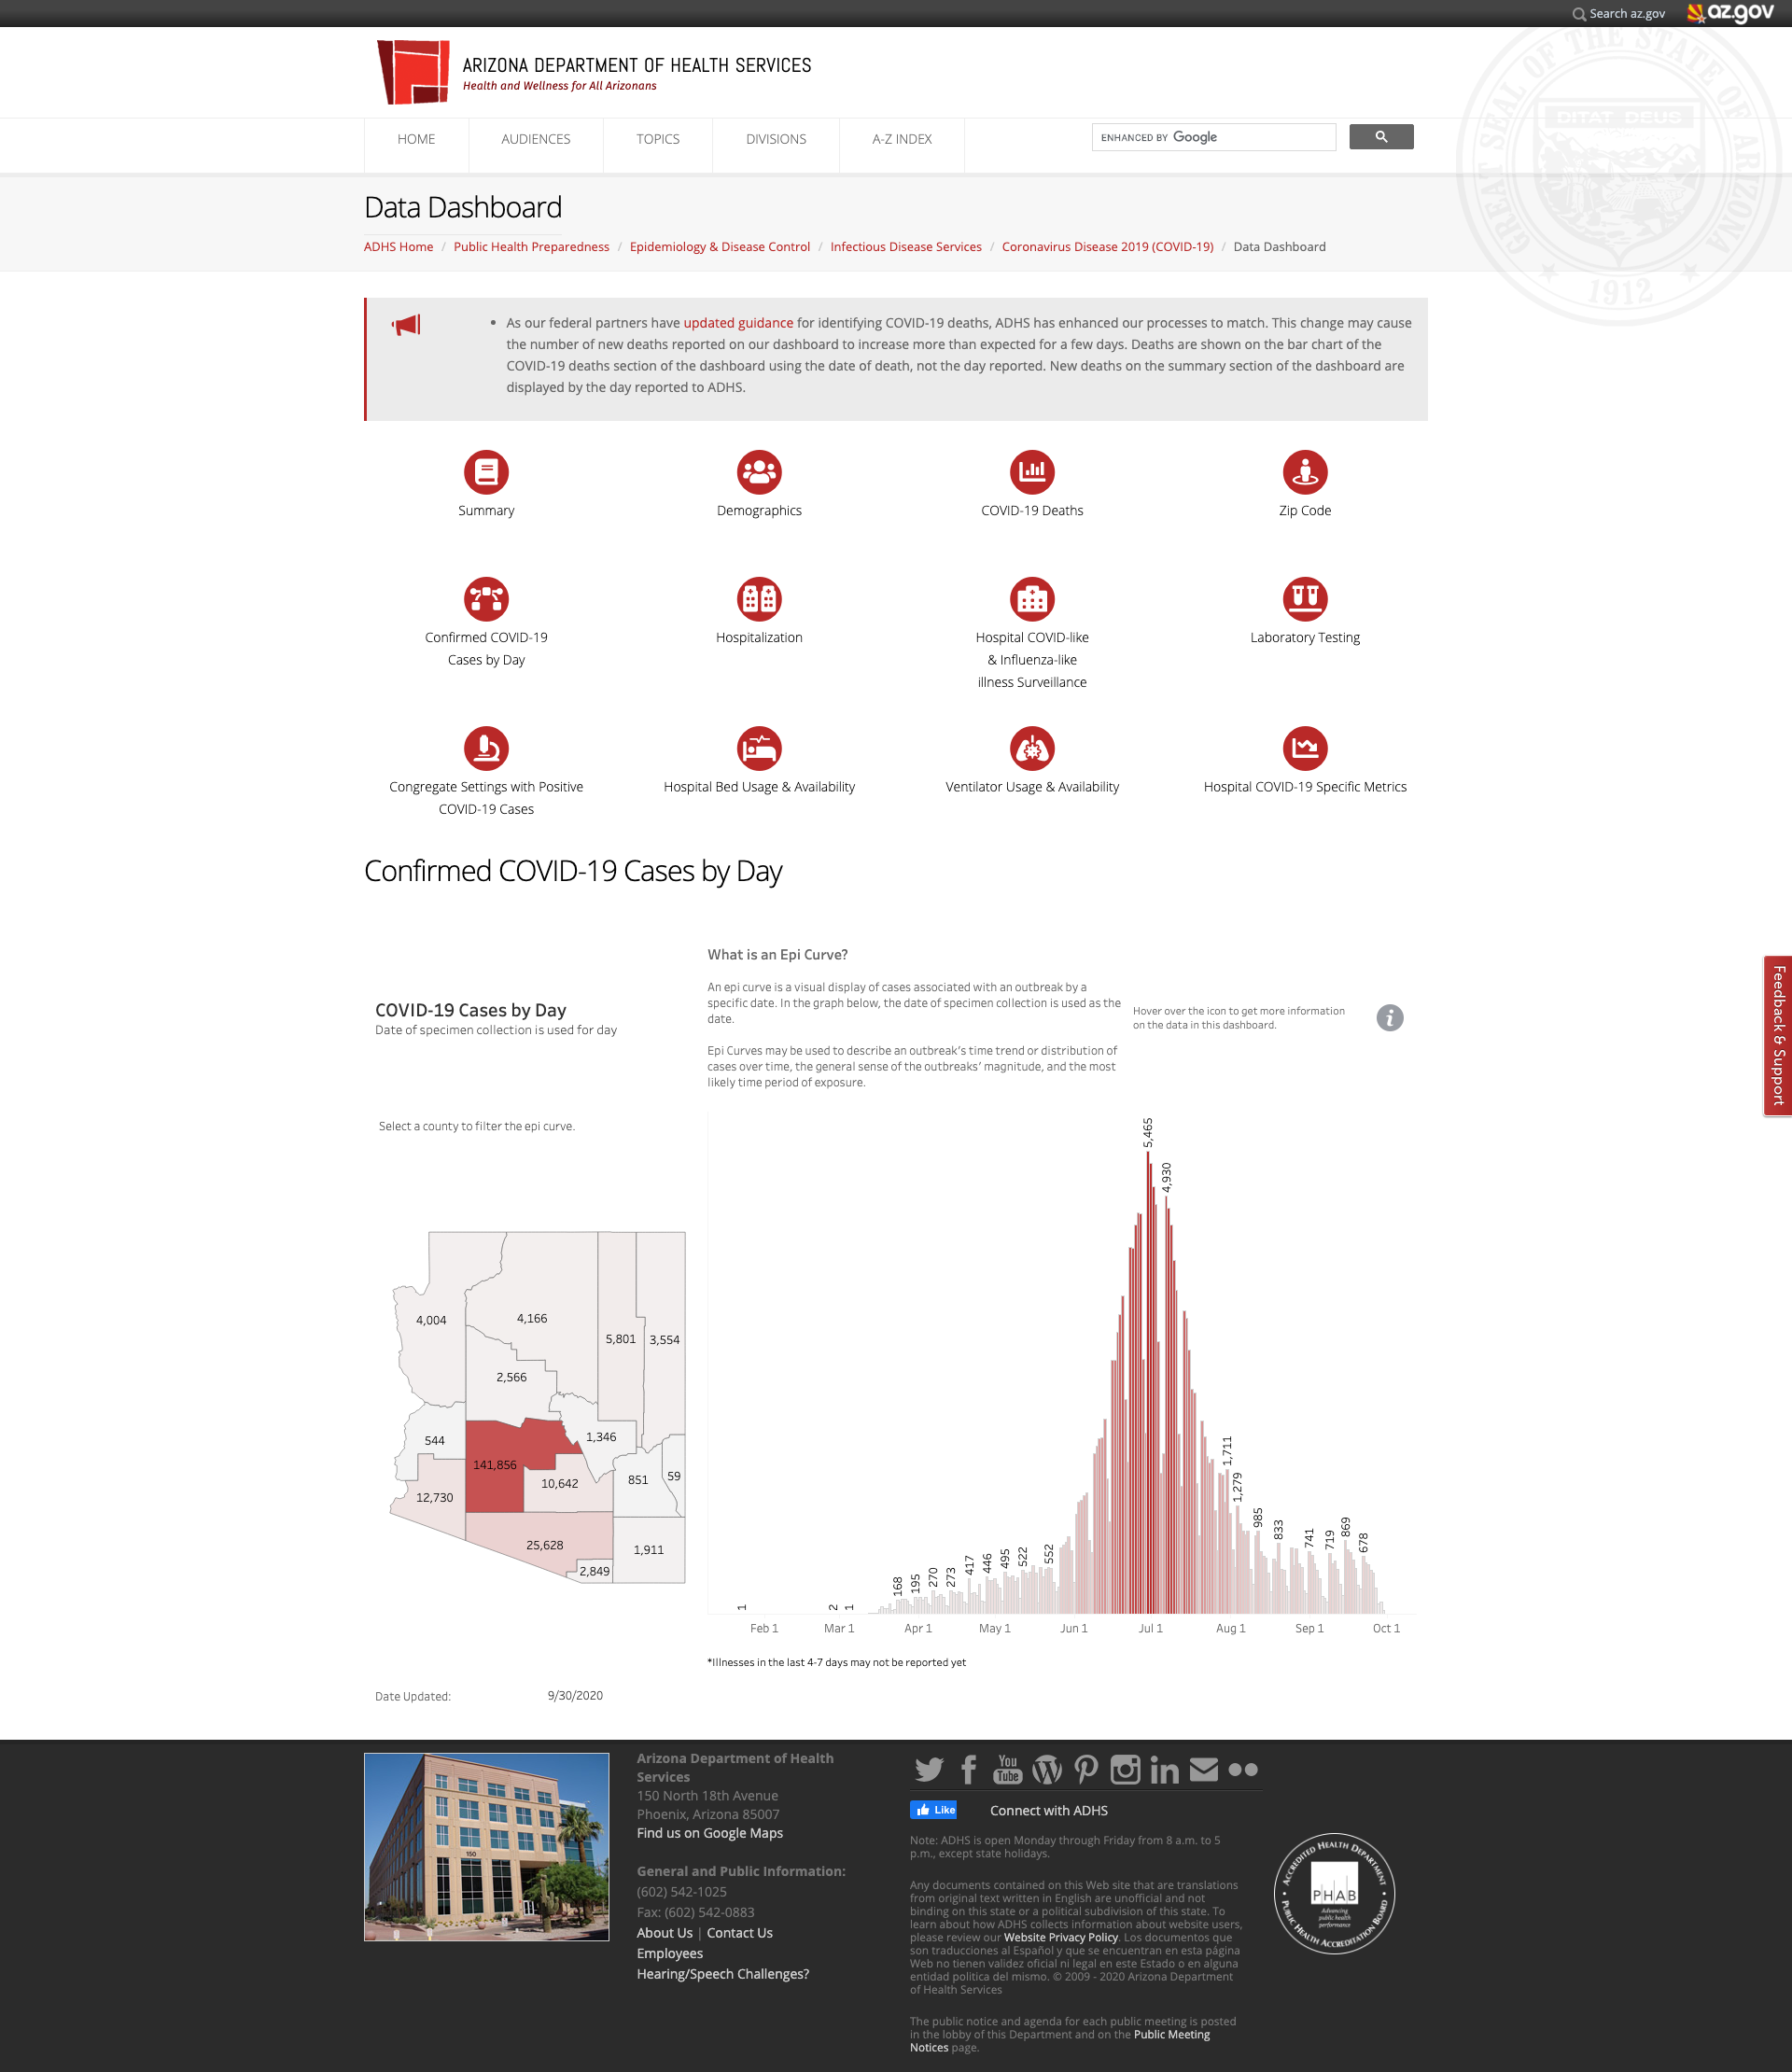 Search az.gov
az.gov
GREAT SEAL OF THE STATE OF ARIZONA
DITAT DEUS
1912
ARIZONA DEPARTMENT OF HEALTH SERVICES
Health and Wellness for All Arizonans
HOME
AUDIENCES
TOPICS
DIVISIONS
A-Z INDEX
ENHANCED BY Google
Data Dashboard
ADHS Home / Public Health Preparedness / Epidemiology & Disease Control / Infectious Disease Services / Coronavirus Disease 2019 (COVID-19) / Data Dashboard
• As our federal partners have updated guidance for identifying COVID-19 deaths, ADHS has enhanced our processes to match. This change may cause
the number of new deaths reported on our dashboard to increase more than expected for a few days. Deaths are shown on the bar chart of the
COVID-19 deaths section of the dashboard using the date of death, not the day reported. New deaths on the summary section of the dashboard are
displayed by the day reported to ADHS.
Summary
Demographics
COVID-19 Deaths
Zip Code
Confirmed COVID-19
Cases by Day
Hospitalization
Hospital COVID-like
& Influenza-like
illness Surveillance
Laboratory Testing
Congregate Settings with Positive
COVID-19 Cases
Hospital Bed Usage & Availability
Ventilator Usage & Availability
Hospital COVID-19 Specific Metrics
Confirmed COVID-19 Cases by Day
COVID-19 Cases by Day
Date of specimen collection is used for day
What is an Epi Curve?
An epi curve is a visual display of cases associated with an outbreak by a
specific date. In the graph below, the date of specimen collection is used as the
date.
Epi Curves may be used to describe an outbreak's time trend or distribution of
cases over time, the general sense of the outbreaks' magnitude, and the most
likely time period of exposure.
Hover over the icon to get more information
on the data in this dashboard.
i
Feedback & Support
Select a county to filter the epi curve.
4,004
4,166
5,801
3,554
2,566
544
1,346
141,856
10,642
851
59
12,730
25,628
1,911
2,849
1
2
1
168
195
270
273
417
446
495
522
552
5,465
4,930
1,711
1,279
985
833
741
719
869
678
Feb 1
Mar 1
Apr 1
May 1
Jun 1
Jul 1
Aug 1
Sep 1
Oct 1
*Illnesses in the last 4-7 days may not be reported yet
Date Updated:
9/30/2020
150
Arizona Department of Health
Services
150 North 18th Avenue
Phoenix, Arizona 85007
Find us on Google Maps
General and Public Information:
(602) 542-1025
Fax: (602) 542-0883
About Us | Contact Us
Employees
Hearing/Speech Challenges?
You
Tube
in
Like
Connect with ADHS
Note: ADHS is open Monday through Friday from 8 a.m. to 5
p.m., except state holidays.
Any documents contained on this Web site that are translations
from original text written in English are unofficial and not
binding on this state or a political subdivision of this state. To
learn about how ADHS collects information about website users,
please review our Website Privacy Policy. Los documentos que
son traducciones al Español y que se encuentran en esta página
Web no tienen validez oficial ni legal en este Estado o en alguna
entidad politica del mismo. © 2009 - 2020 Arizona Department
of Health Services
The public notice and agenda for each public meeting is posted
in the lobby of this Department and on the Public Meeting
Notices page.
ACCREDITED HEALTH DEPARTMENT
PHAB
Advancing
public health
performance
PUBLIC HEALTH ACCREDITATION BOARD